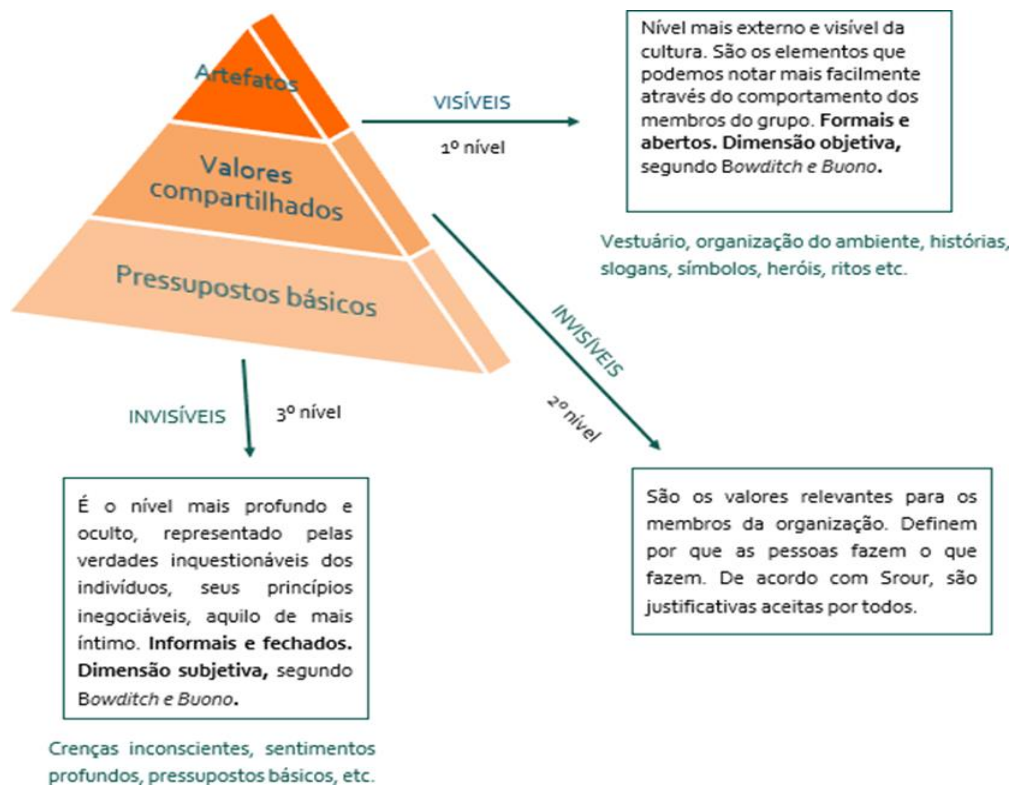 Artefatos
Valores
compartilhados
Pressupostos básicos
VISÍVEIS
1º nível
Nível mais externo e visível da
cultura. São os elementos que
podemos notar mais facilmente
através do comportamento dos
membros do grupo. Formais e
abertos. Dimensão objetiva,
segundo Bowditch e Buono.
Vestuário, organização do ambiente, histórias,
slogans, símbolos, heróis, ritos etc.
INVISÍVEIS
2º nível
São os valores relevantes para os
membros da organização. Definem
por que as pessoas fazem o que
fazem. De acordo com Srour, são
justificativas aceitas por todos.
INVISÍVEIS
3º nível
É o nível mais profundo e
oculto, representado pelas
verdades inquestionáveis dos
indivíduos, seus princípios
inegociáveis, aquilo de mais
íntimo. Informais e fechados.
Dimensão subjetiva, segundo
Bowditch e Buono.
Crenças inconscientes, sentimentos
profundos, pressupostos básicos, etc.